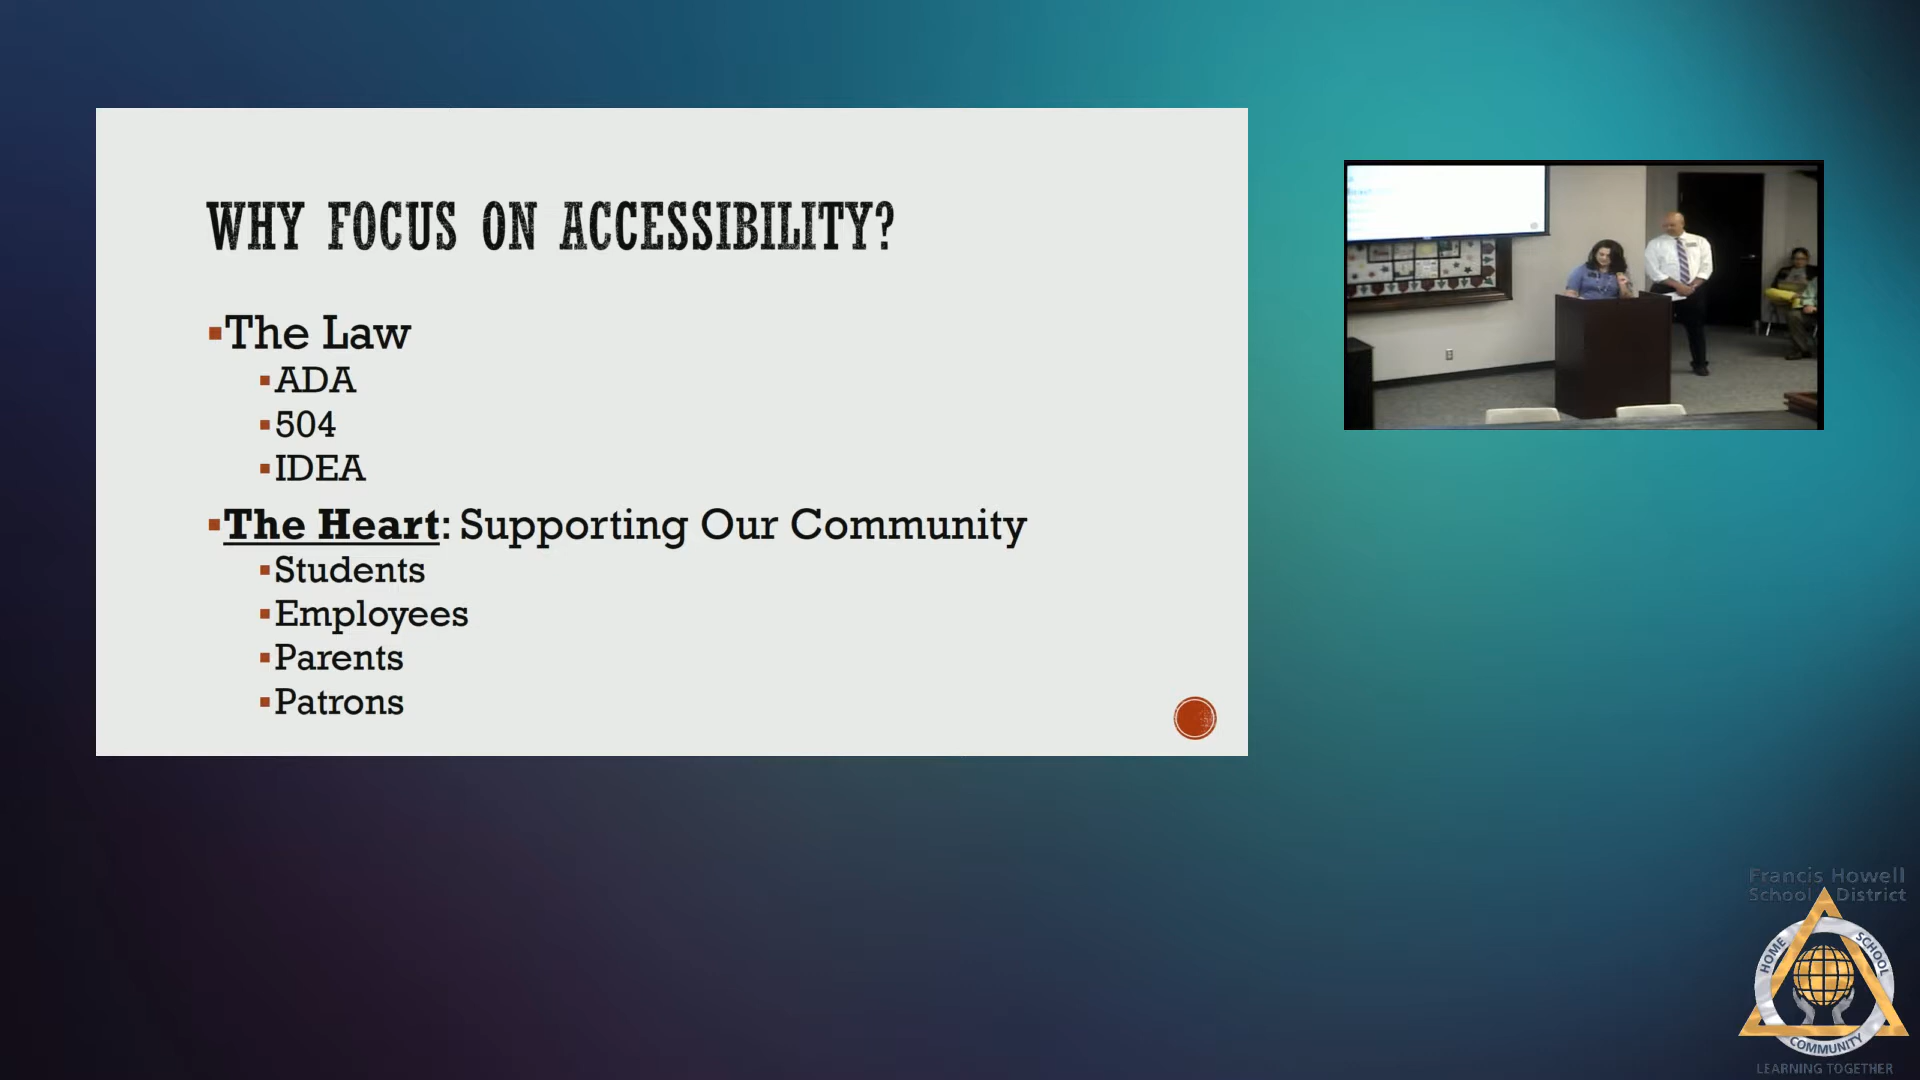 WHY FOCUS ON ACCESSIBILITY?
The Law
ADA
504
IDEA
The Heart: Supporting Our Community
Students
Employees
Parents
Patrons
Francis Howell
School District
HOME
SCHOOL
COMMUNITY
LEARNING TOGETHER